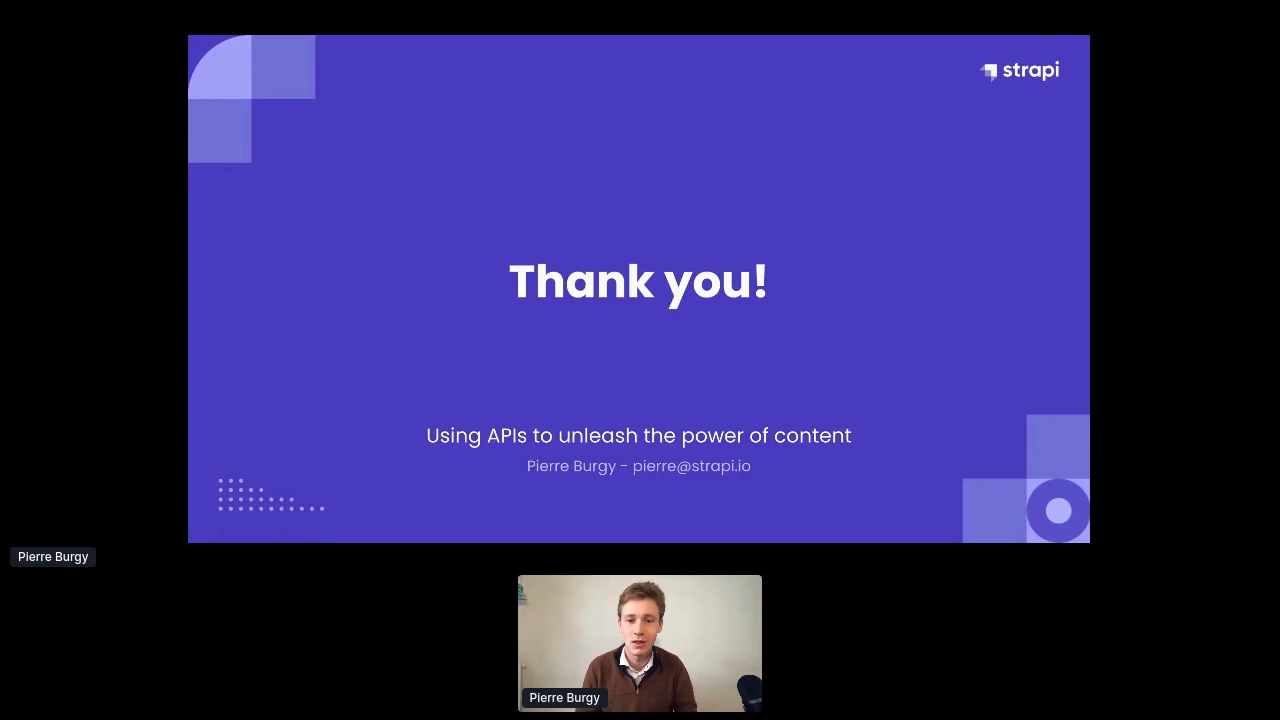 strapi
Thank you!
Using APIs to unleash the power of content
Pierre Burgy - pierre@strapi.io
Pierre Burgy
Pierre Burgy